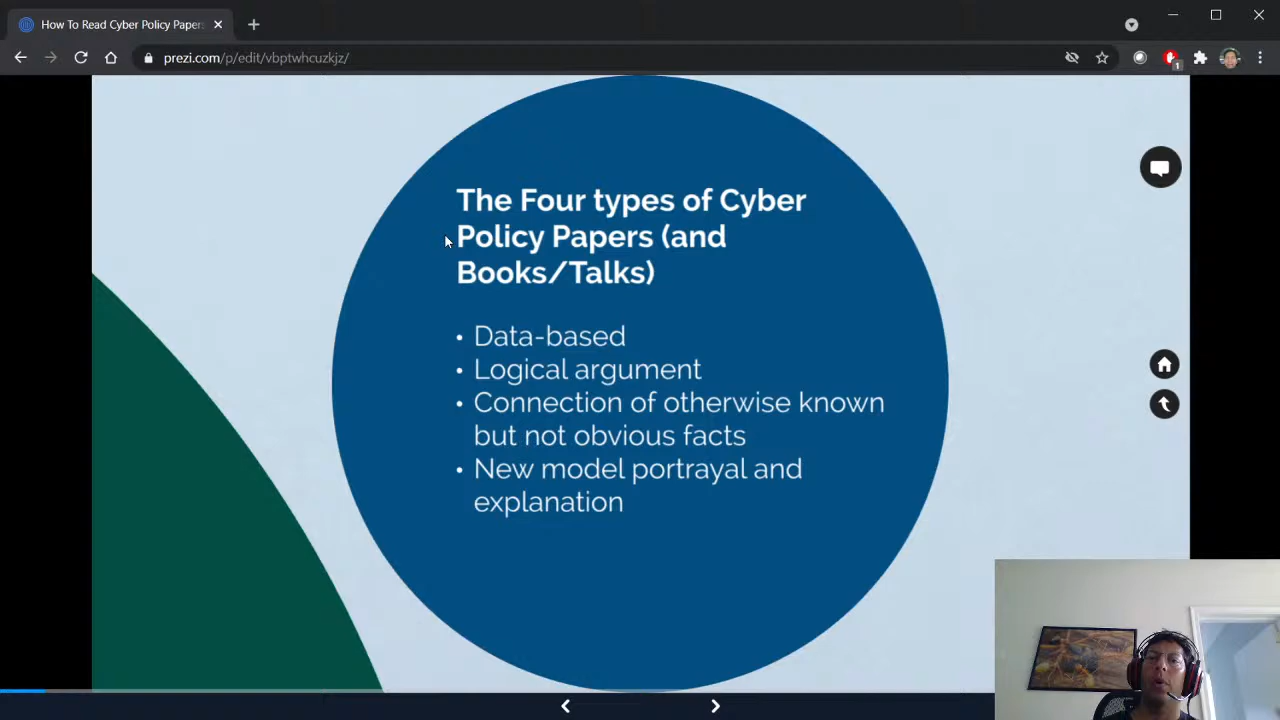 How To Read Cyber Policy Paper
prezi.com/p/edit/vbptwhcuzkjz/
1
The Four types of Cyber
Policy Papers (and
Books/Talks)
• Data-based
• Logical argument
• Connection of otherwise known
but not obvious facts
• New model portrayal and
explanation